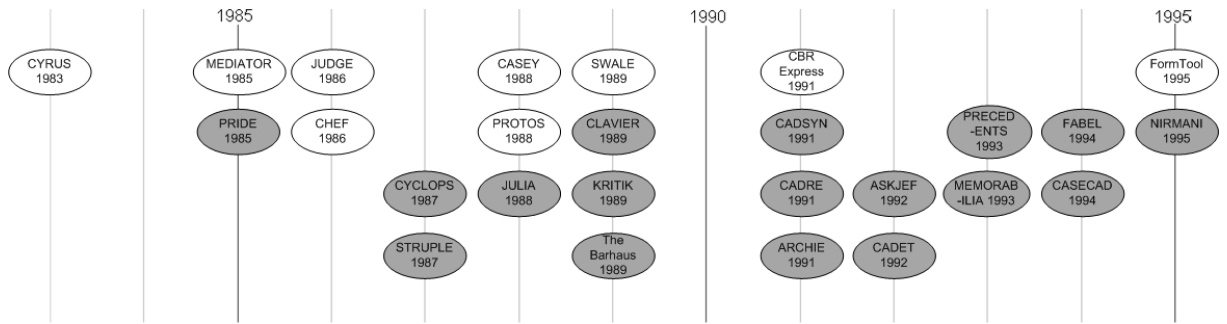 1985
1990
1995
CYRUS
1983
MEDIATOR
1985
JUDGE
1986
CASEY
1988
SWALE
1989
CBR
Express
1991
FormTool
1995
PRIDE
1985
CHEF
1986
PROTOS
1988
CLAVIER
1989
CADSYN
1991
PRECED
-ENTS
1993
FABEL
1994
NIRMANI
1995
CYCLOPS
1987
JULIA
1988
KRITIK
1989
CADRE
1991
ASKJEF
1992
MEMORAB
-ILIA 1993
CASECAD
1994
STRUPLE
1987
The
Barhaus
1989
ARCHIE
1991
CADET
1992